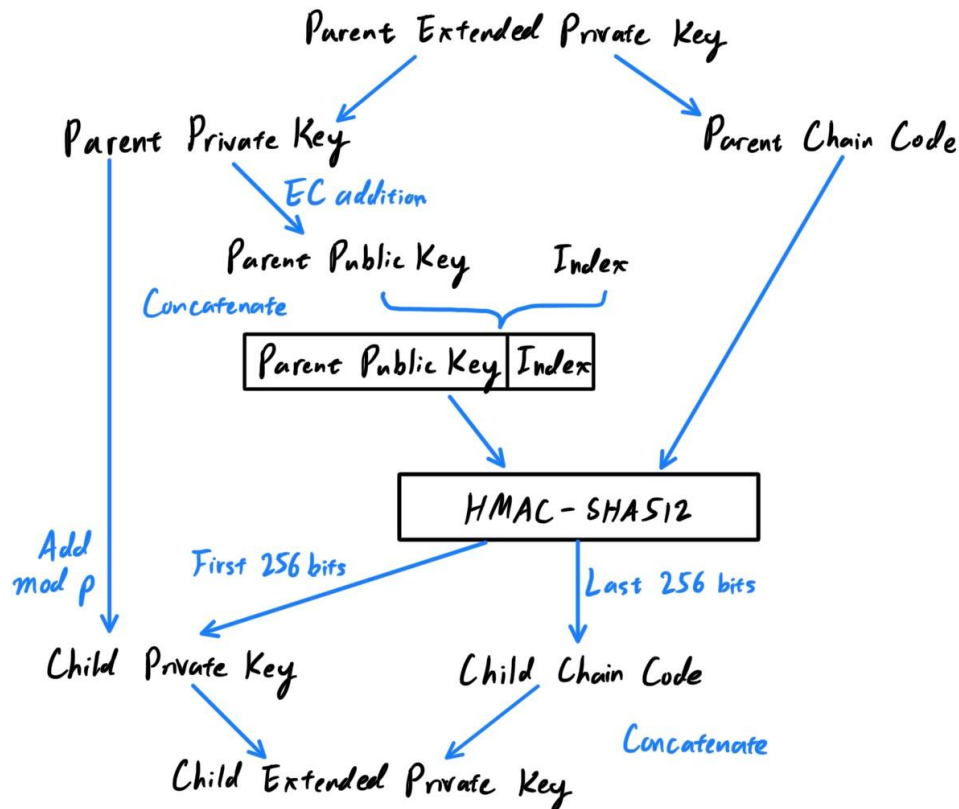 Parent Extended Private Key
Parent Private Key
Parent Chain Code
EC addition
Parent Public Key
Index
Concatenate
Parent Public Key
Index
HMAC-SHA512
Add
mod p
First 256 bits
Last 256 bits
Child Private Key
Child Chain Code
Concatenate
Child Extended Private Key